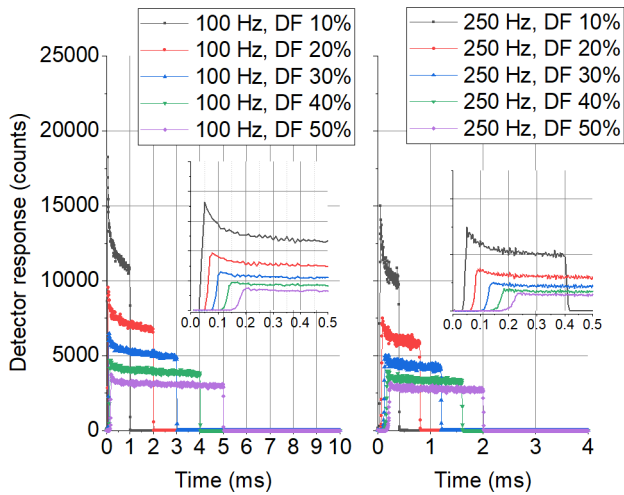 100 Hz, DF 10%
100 Hz, DF 20%
100 Hz, DF 30%
100 Hz, DF 40%
100 Hz, DF 50%
250 Hz, DF 10%
250 Hz, DF 20%
250 Hz, DF 30%
250 Hz, DF 40%
250 Hz, DF 50%
Detector response (counts)
25000
20000
15000
10000
5000
0
0.0 0.1 0.2 0.3 0.4 0.5
0.0 0.1 0.2 0.3 0.4 0.5
0 1 2 3 4 5 6 7 8 9 10
0 1 2 3 4
Time (ms)
Time (ms)